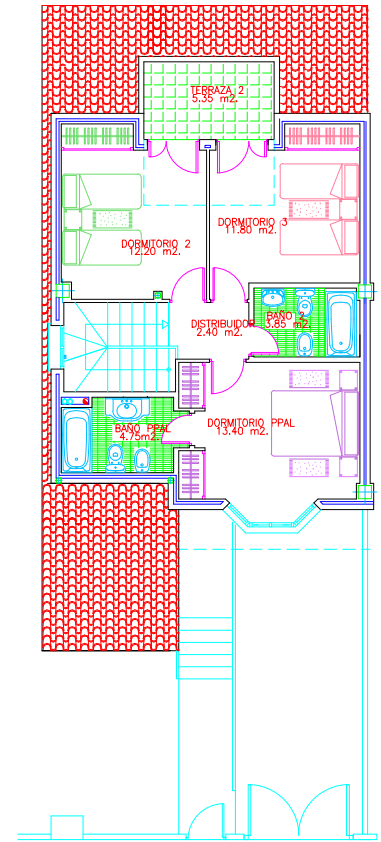 TERRAZA 2
5.35 m2.
DORMITORIO 3
11.80 m2.
DORMITORIO 2
12.20 m2.
BAÑO 2
3.85 m2.
DISTRIBUIDOR
2.40 m2.
DORMITORIO PPAL
13.40 m2.
BAÑO PPAL
4.75m2.